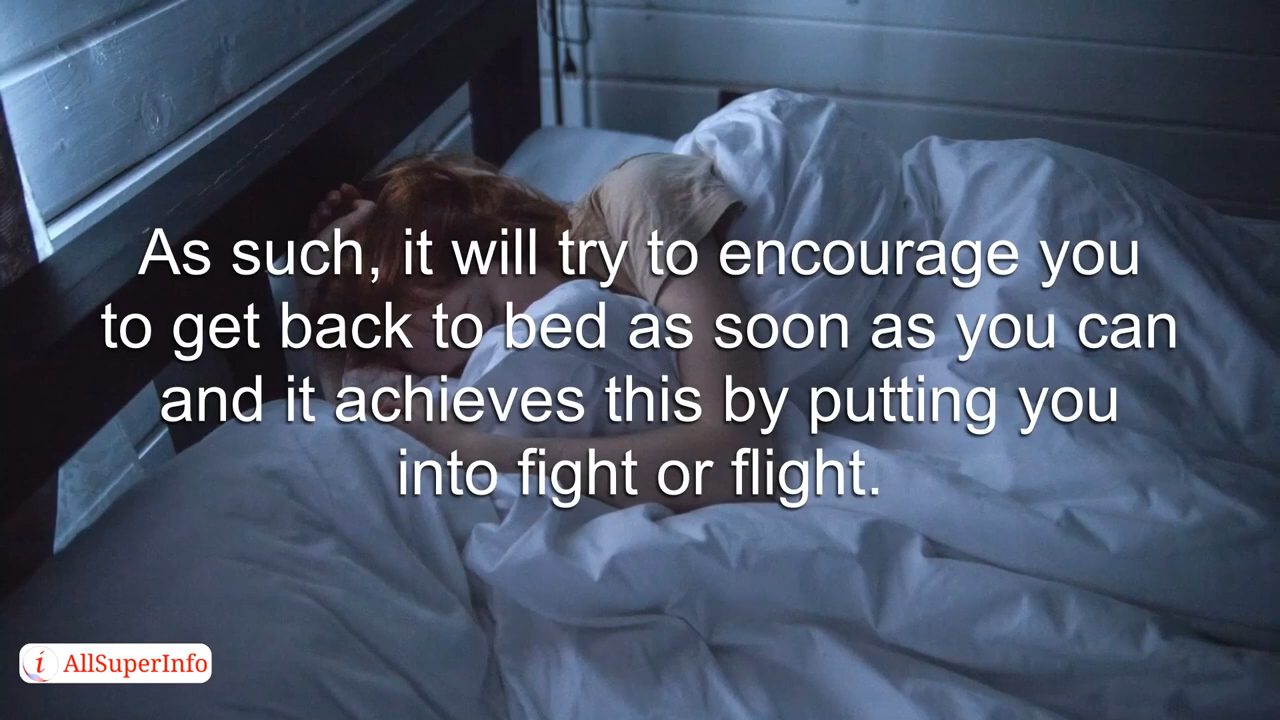 As such, it will try to encourage you
to get back to bed as soon as you can
and it achieves this by putting you
into fight or flight.
i AllSuperInfo